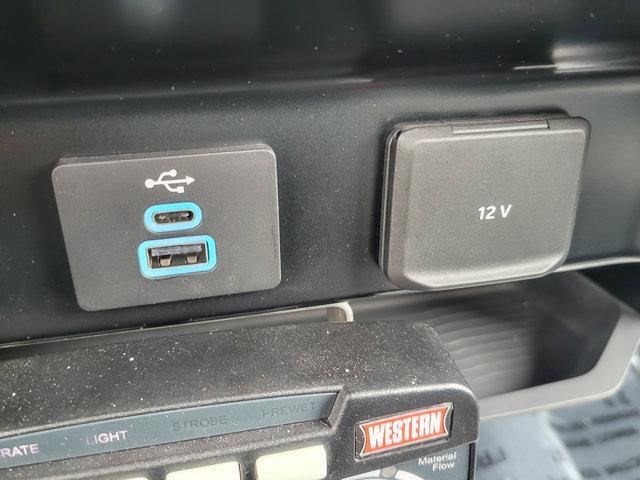 12 V
RATE LIGHT STROBE PREWET
WESTERN
Material
Flow